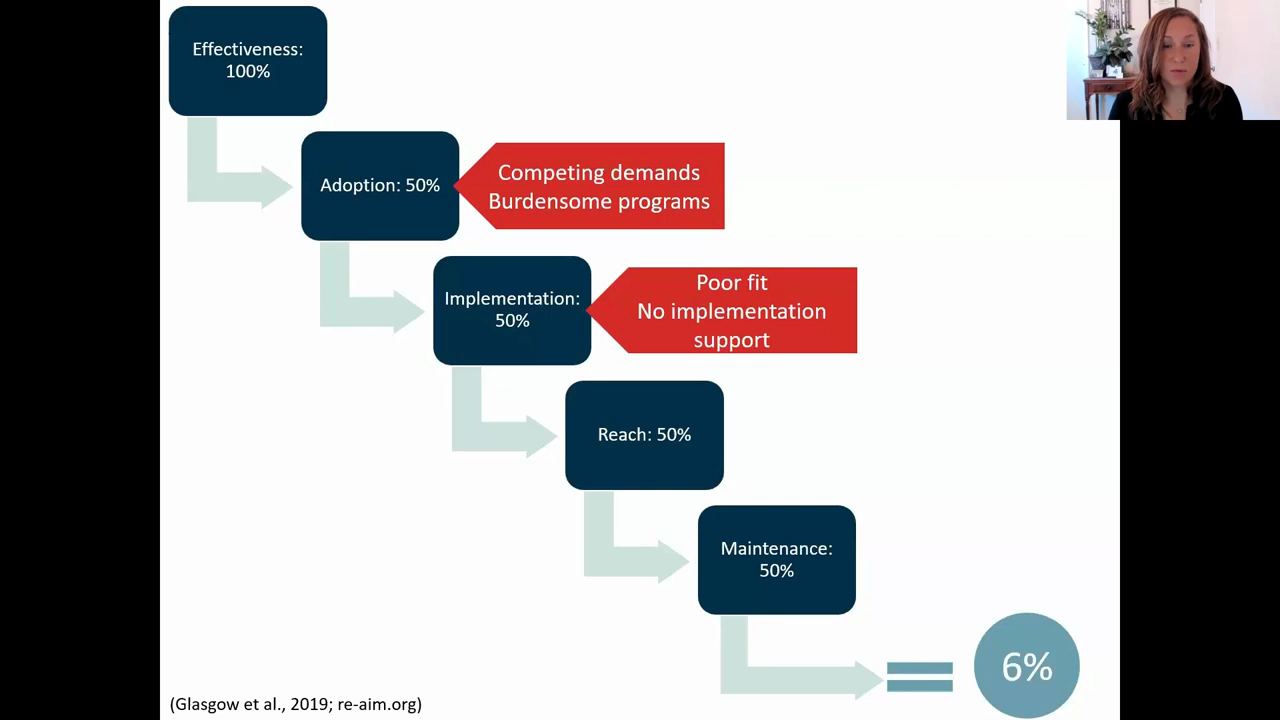 Effectiveness:
100%
Adoption: 50%
Competing demands
Burdensome programs
Implementation:
50%
Poor fit
No implementation
support
Reach: 50%
Maintenance:
50%
6%
(Glasgow et al., 2019; re-aim.org)